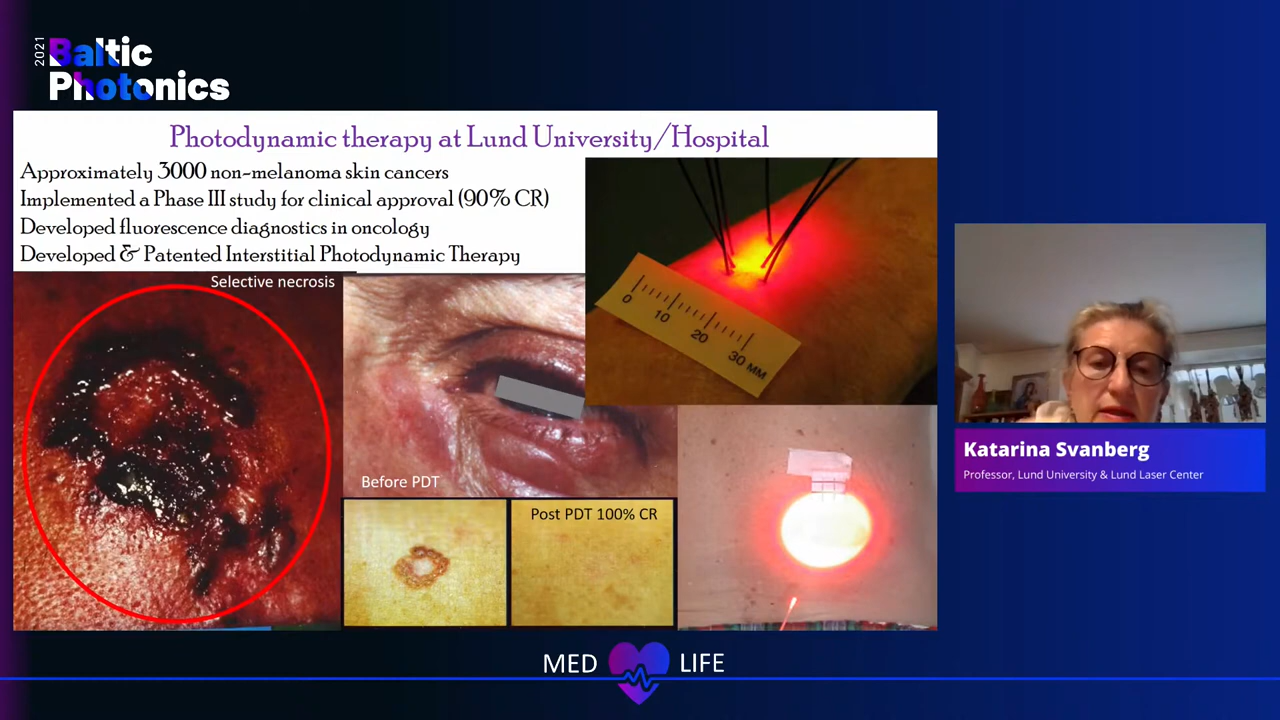 2021
Baltic
Photonics
Photodynamic therapy at Lund University/Hospital
Approximately 3000 non-melanoma skin cancers
Implemented a Phase III study for clinical approval (90% CR)
Developed fluorescence diagnostics in oncology
Developed & Patented Interstitial Photodynamic Therapy
Selective necrosis
0 10 20 30 MM
Before PDT
Post PDT 100% CR
Katarina Svanberg
Professor, Lund University & Lund Laser Center
MED LIFE